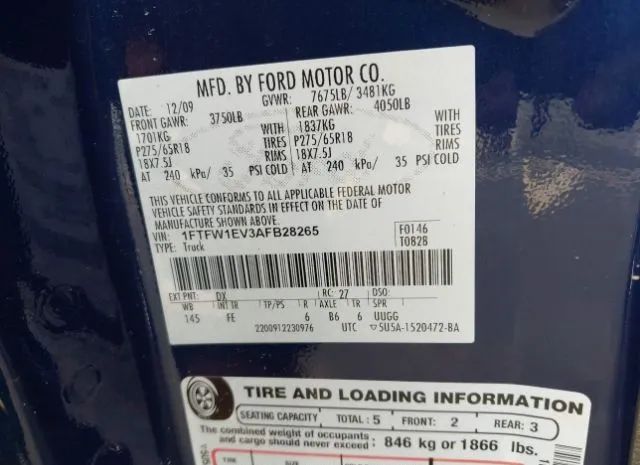 MFD. BY FORD MOTOR CO.
DATE: 12/09 GVWR: 7675LB/ 3481KG
FRONT GAWR: 3750LB REAR GAWR: 4050LB
1701KG WITH 1837KG WITH
P275/65R18 TIRES P275/65R18 TIRES
18X7.5J RIMS 18X7.5J RIMS
AT 240 kPa/ 35 PSI COLD AT 240 kPa/ 35 PSI COLD
THIS VEHICLE CONFORMS TO ALL APPLICABLE FEDERAL MOTOR
VEHICLE SAFETY STANDARDS IN EFFECT ON THE DATE OF
MANUFACTURE SHOWN ABOVE.
VIN: 1FTFW1EV3AFB28265 F0146
TYPE: Truck T0828
EXT PNT: DX RC: 27 DSO:
WB INT TR TP/PS R AXLE TR SPR
145 FE 6 B6 6 UUGG
2200912230976 UTC 5U5A-1520472-BA
TIRE AND LOADING INFORMATION
SEATING CAPACITY TOTAL: 5 FRONT: 2 REAR: 3
The combined weight of occupants
and cargo should never exceed: 846 kg or 1866 lbs.